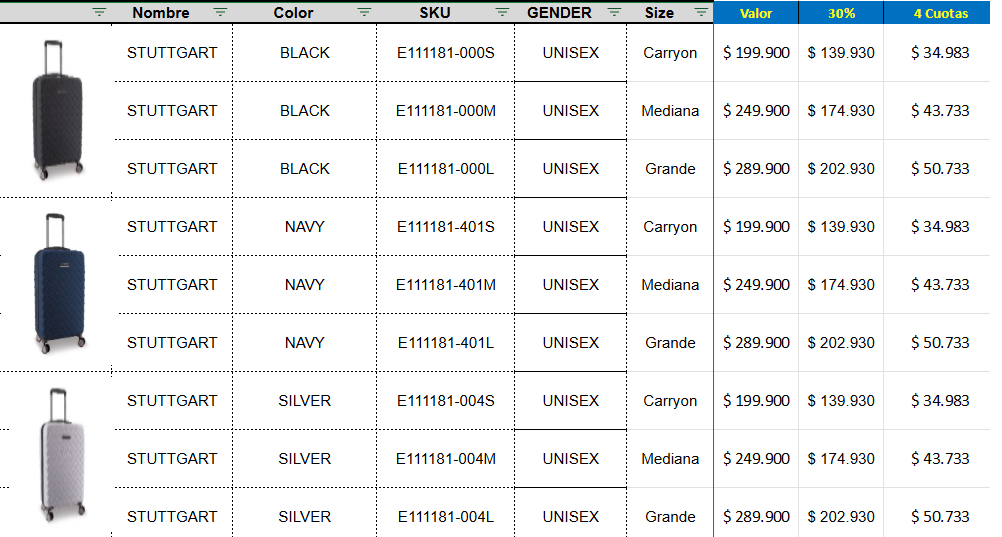 Nombre Color SKU GENDER Size Valor 30% 4 Cuotas
STUTTGART BLACK E111181-000S UNISEX Carryon $ 199.900 $ 139.930 $ 34.983
STUTTGART BLACK E111181-000M UNISEX Mediana $ 249.900 $ 174.930 $ 43.733
STUTTGART BLACK E111181-000L UNISEX Grande $ 289.900 $ 202.930 $ 50.733
STUTTGART NAVY E111181-401S UNISEX Carryon $ 199.900 $ 139.930 $ 34.983
STUTTGART NAVY E111181-401M UNISEX Mediana $ 249.900 $ 174.930 $ 43.733
STUTTGART NAVY E111181-401L UNISEX Grande $ 289.900 $ 202.930 $ 50.733
STUTTGART SILVER E111181-004S UNISEX Carryon $ 199.900 $ 139.930 $ 34.983
STUTTGART SILVER E111181-004M UNISEX Mediana $ 249.900 $ 174.930 $ 43.733
STUTTGART SILVER E111181-004L UNISEX Grande $ 289.900 $ 202.930 $ 50.733